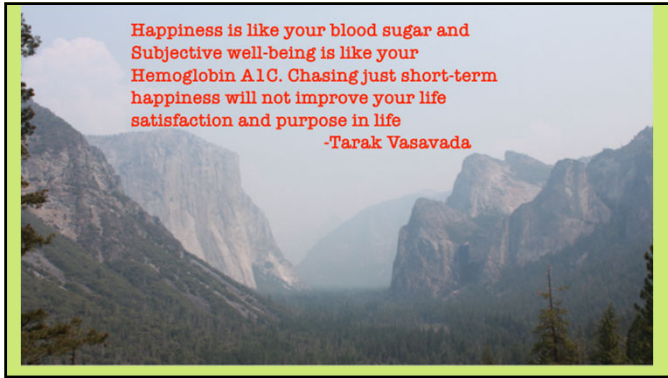 Happiness is like your blood sugar and
Subjective well-being is like your
Hemoglobin A1C. Chasing just short-term
happiness will not improve your life
satisfaction and purpose in life
-Tarak Vasavada